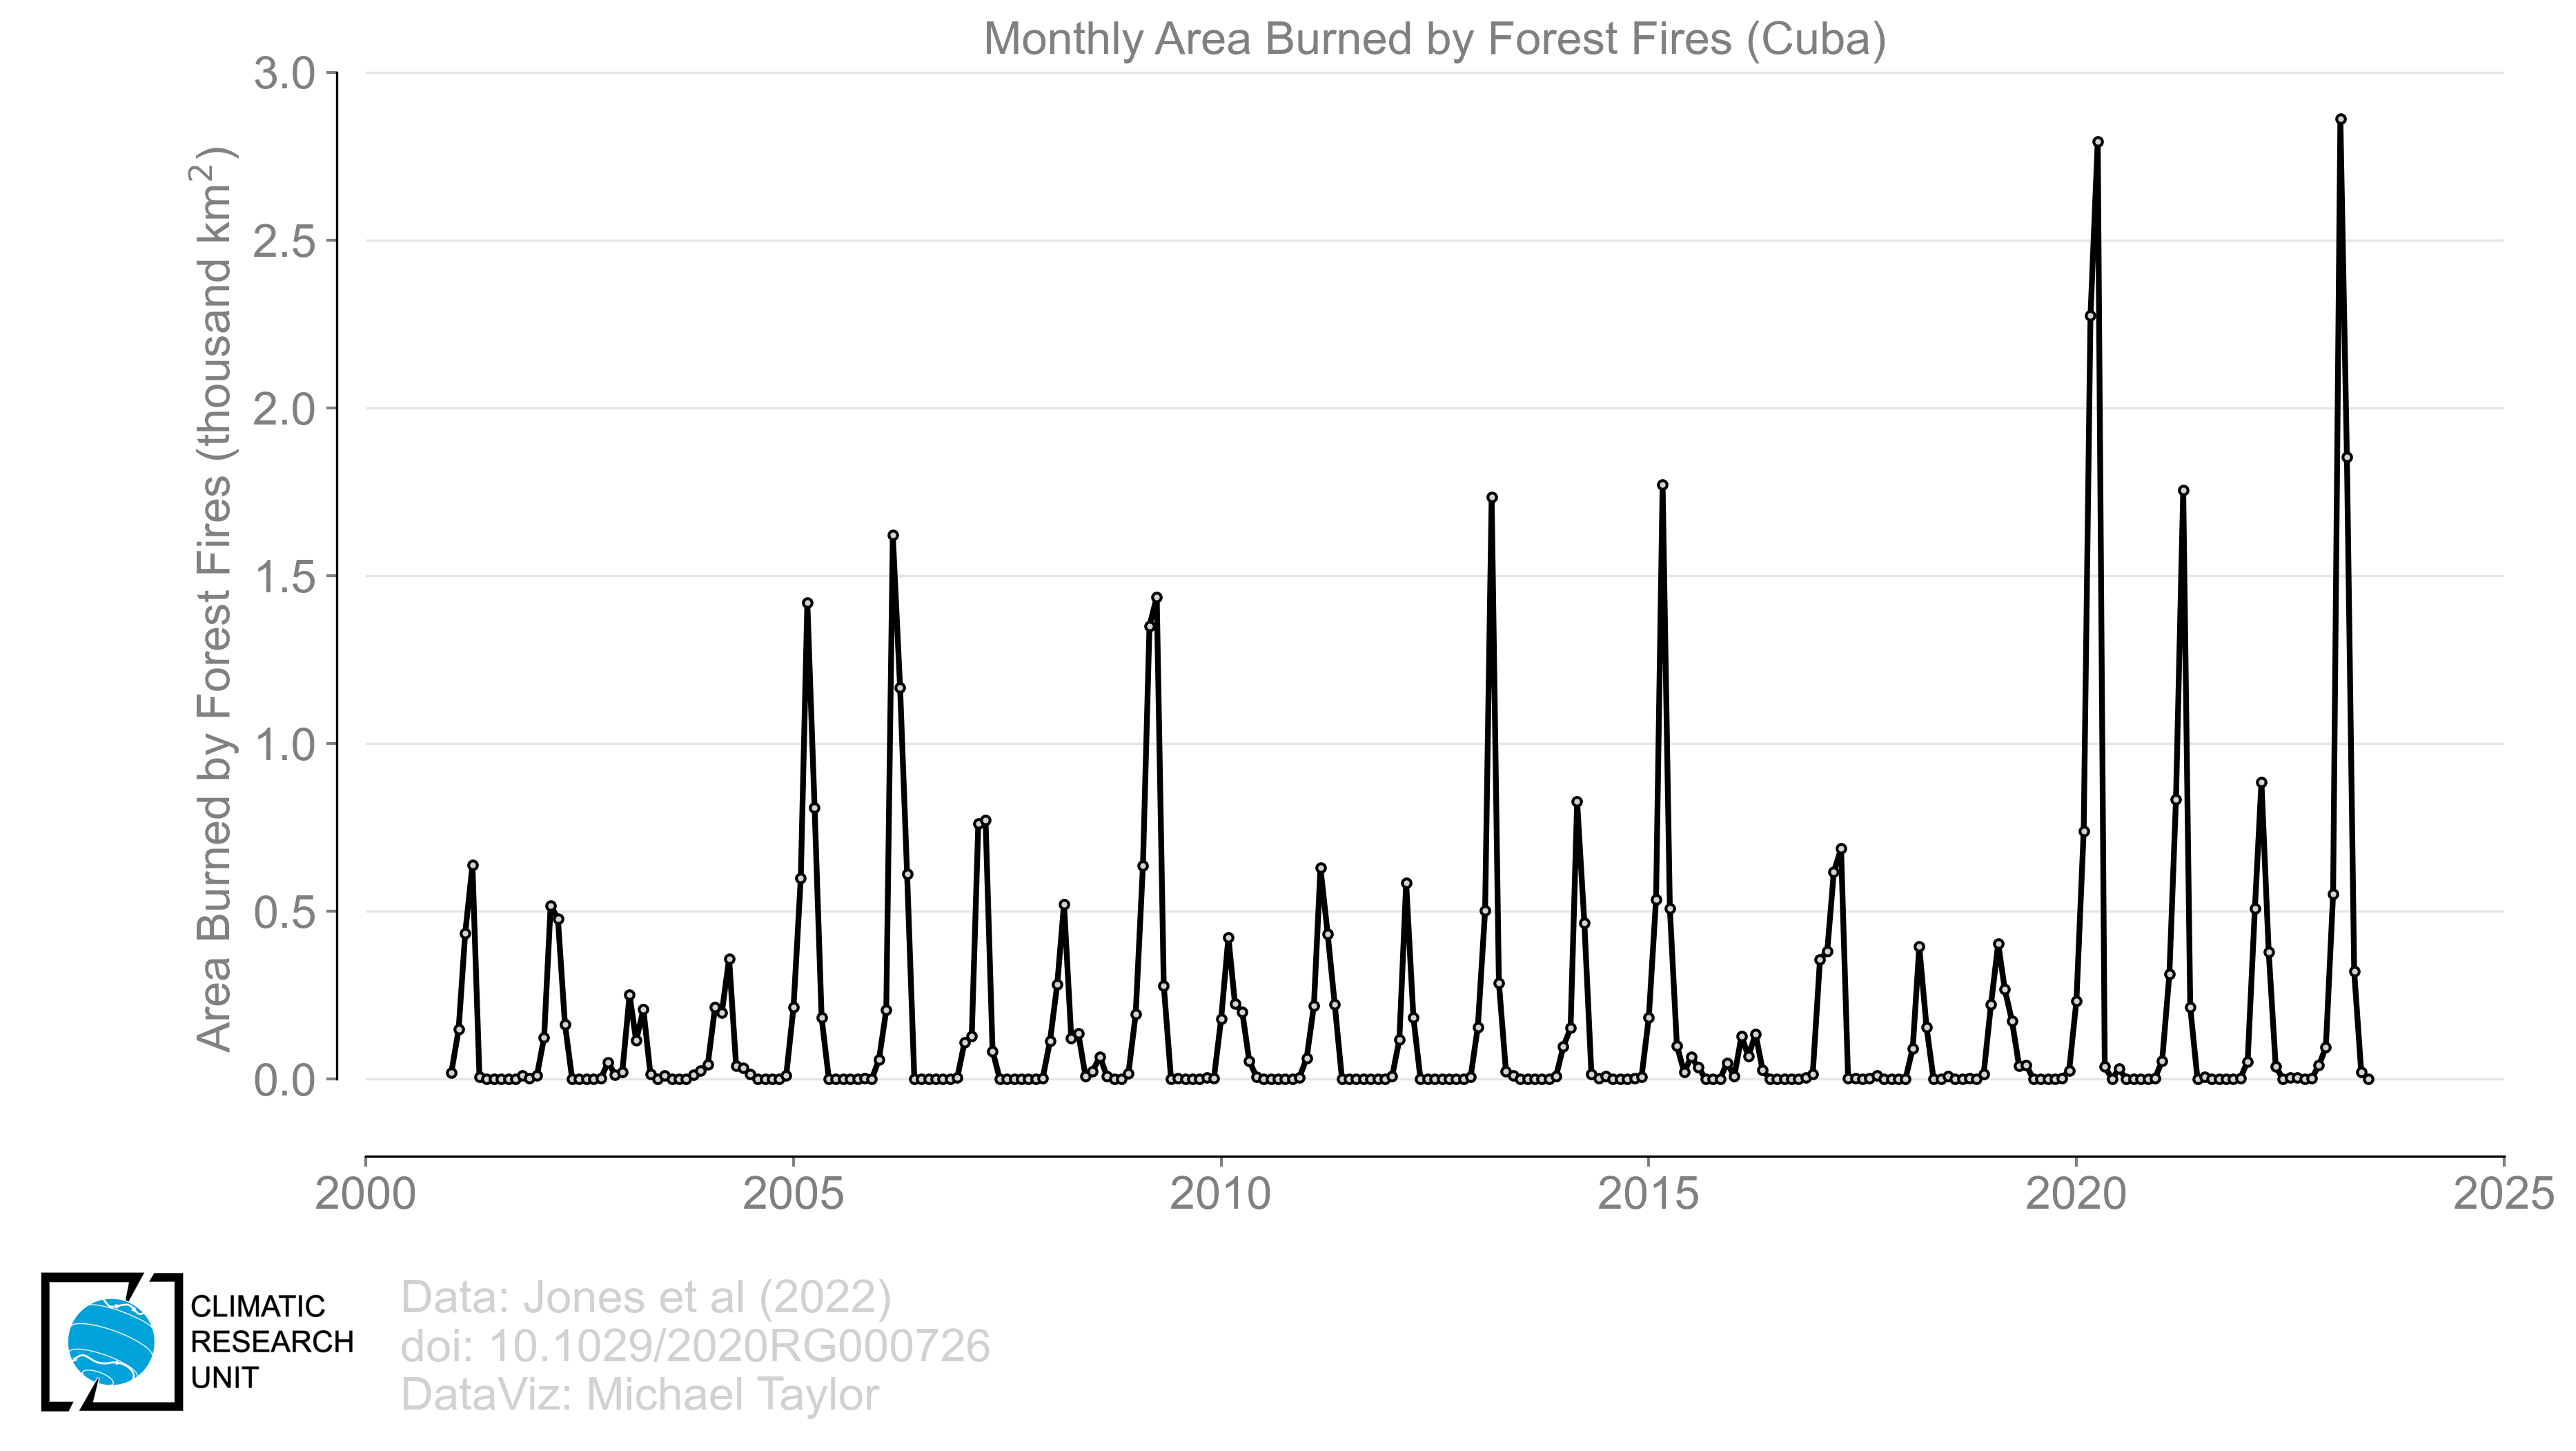 Monthly Area Burned by Forest Fires (Cuba)
Area Burned by Forest Fires (thousand km²)
3.0
2.5
2.0
1.5
1.0
0.5
0.0
2000
2005
2010
2015
2020
2025
CLIMATIC
RESEARCH
UNIT
Data: Jones et al (2022)
doi: 10.1029/2020RG000726
DataViz: Michael Taylor